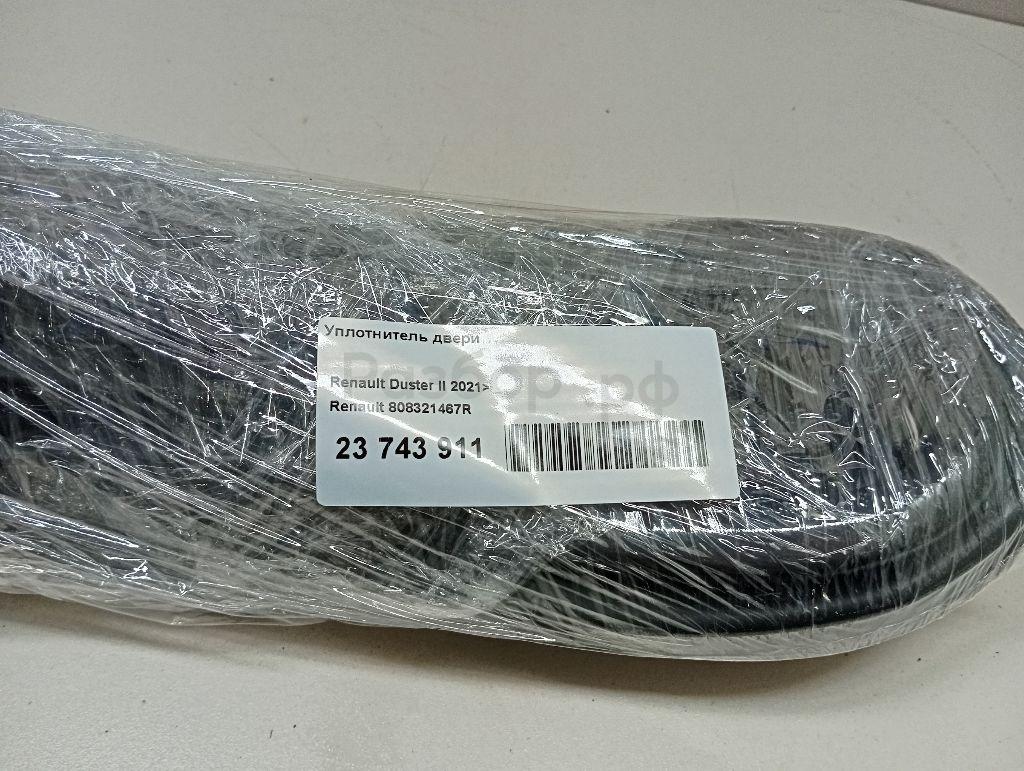 Уплотнитель двери
Разбор.рф
Renault Duster II 2021>
Renault 808321467R
23 743 911